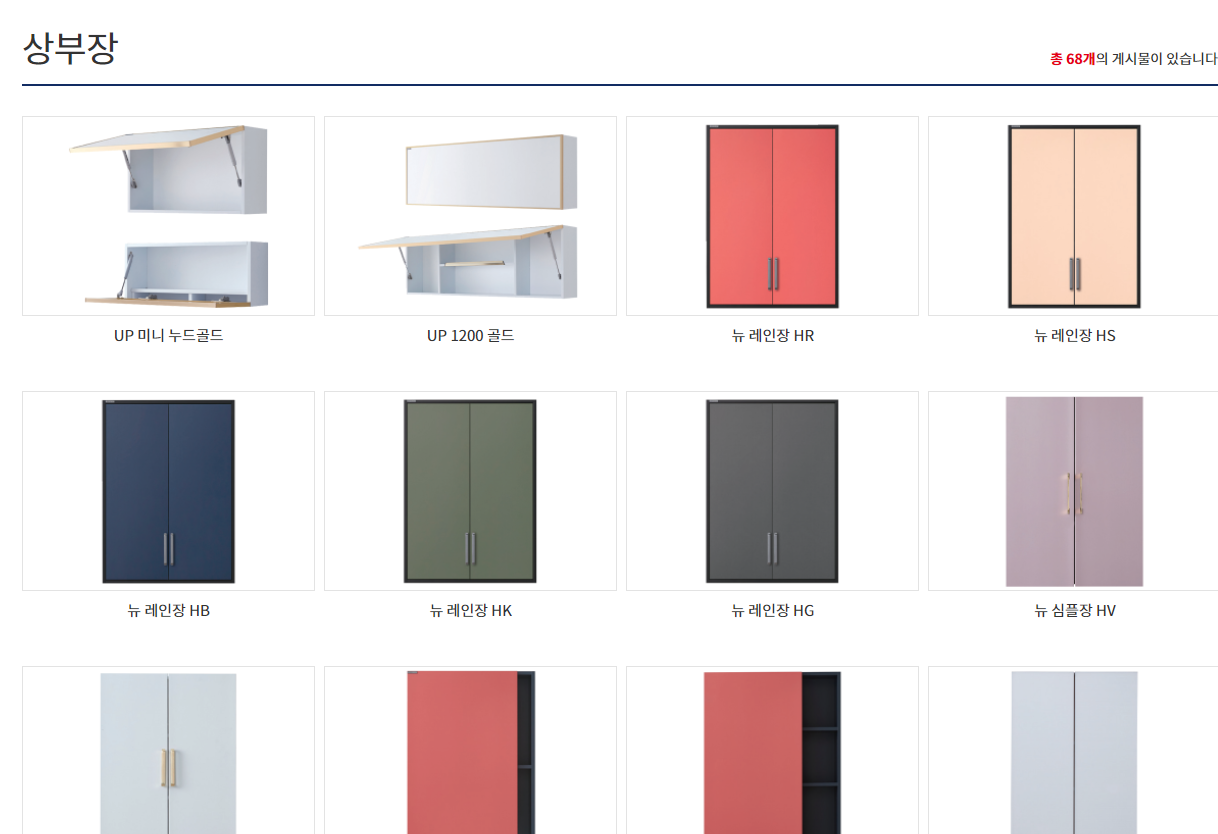 상부장
총 68개의 게시물이 있습니다
UP 미니 누드골드
UP 1200 골드
뉴 레인장 HR
뉴 레인장 HS
뉴 레인장 HB
뉴 레인장 HK
뉴 레인장 HG
뉴 심플장 HV